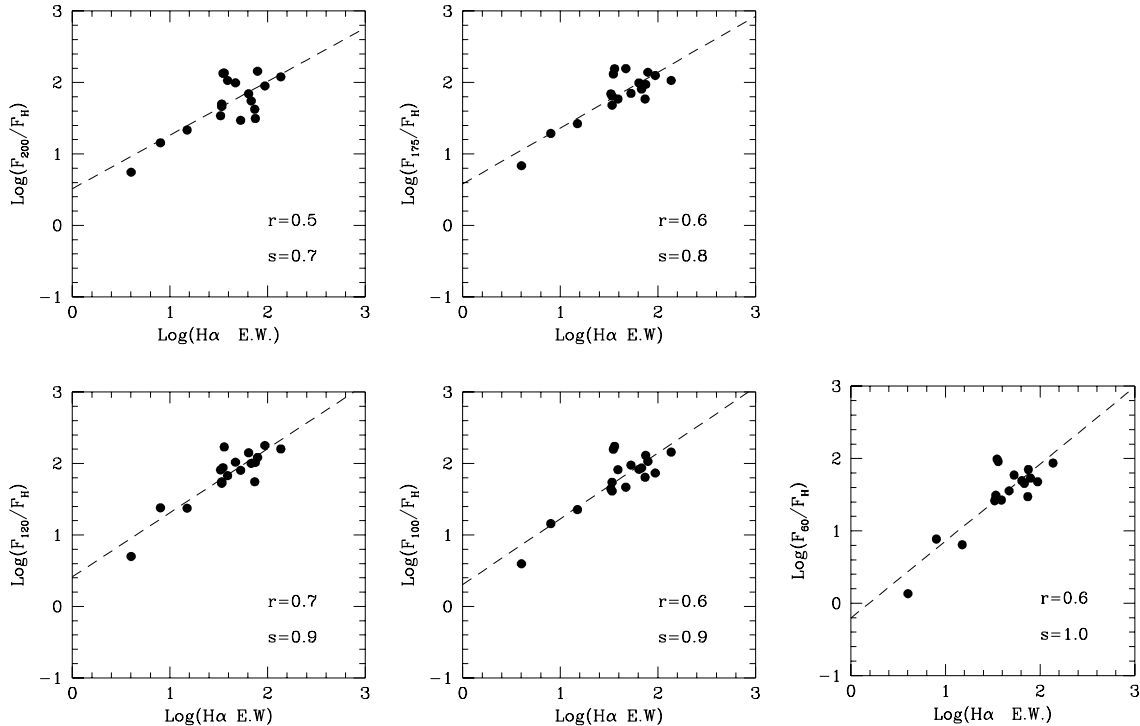 3
2
1
0
−1
Log(F200/FH)
r=0.5
s=0.7
0 1 2 3
Log(Hα E.W.)
3
2
1
0
−1
Log(F175/FH)
r=0.6
s=0.8
0 1 2 3
Log(Hα E.W)
3
2
1
0
−1
Log(F120/FH)
r=0.7
s=0.9
0 1 2 3
Log(Hα E.W)
3
2
1
0
−1
Log(F100/FH)
r=0.6
s=0.9
0 1 2 3
Log(Hα E.W)
3
2
1
0
−1
Log(F60/FH)
r=0.6
s=1.0
0 1 2 3
Log(Hα E.W.)